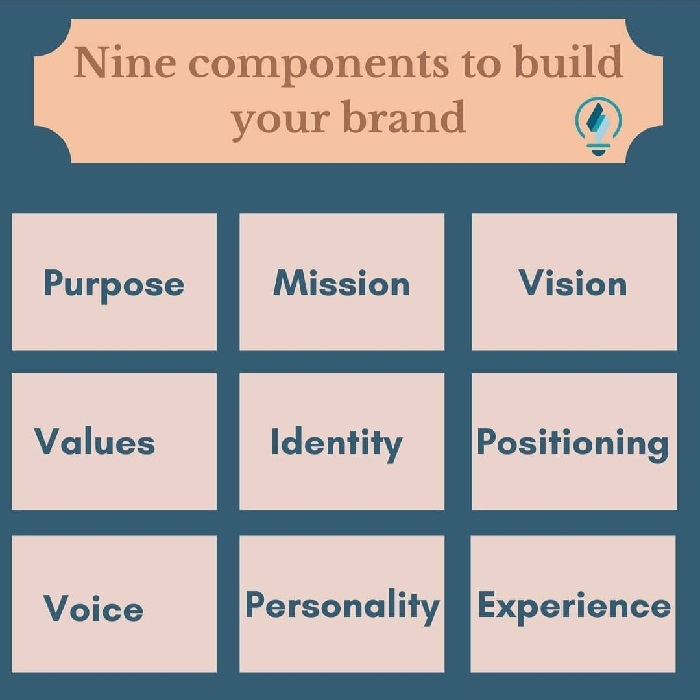 Nine components to build
your brand
Purpose
Mission
Vision
Values
Identity
Positioning
Voice
Personality
Experience